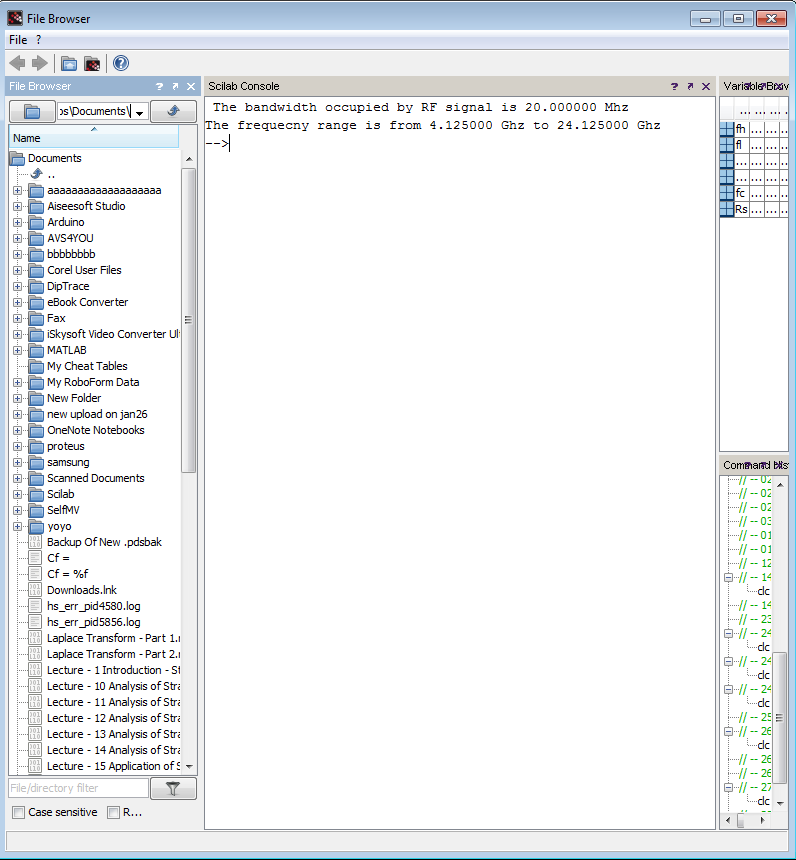 File Browser
File ?
File Browser ?
os\Documents\
Name
Documents
..
aaaaaaaaaaaaaaaaaaa
Aiseesoft Studio
Arduino
AVS4YOU
bbbbbbbb
Corel User Files
DipTrace
eBook Converter
Fax
iSkysoft Video Converter Ul
MATLAB
My Cheat Tables
My RoboForm Data
New Folder
new upload on jan26
OneNote Notebooks
proteus
samsung
Scanned Documents
Scilab
SelfMV
yoyo
Backup Of New .pdsbak
Cf =
Cf = %f
Downloads.lnk
hs_err_pid4580.log
hs_err_pid5856.log
Laplace Transform - Part 1.
Laplace Transform - Part 2.
Lecture - 1 Introduction - St
Lecture - 10 Analysis of Stra
Lecture - 11 Analysis of Stra
Lecture - 12 Analysis of Stra
Lecture - 13 Analysis of Stra
Lecture - 14 Analysis of Stra
Lecture - 15 Application of S
File/directory filter
Case sensitive R...
Scilab Console ?
The bandwidth occupied by RF signal is 20.000000 Mhz
The frequecny range is from 4.125000 Ghz to 24.125000 Ghz
-->
Variable
... ... ... ..
fh ... ... ..
fl ... ... ..
... ... ... ..
... ... ... ..
fc ... ... ..
Rs ... ... ..
Command
// -- 02
// -- 02
// -- 02
// -- 03
// -- 01
// -- 01
// -- 12
// -- 14
clc
// -- 14
// -- 23
// -- 24
clc
// -- 24
clc
// -- 24
clc
// -- 25
// -- 26
clc
// -- 26
// -- 26
// -- 27
clc